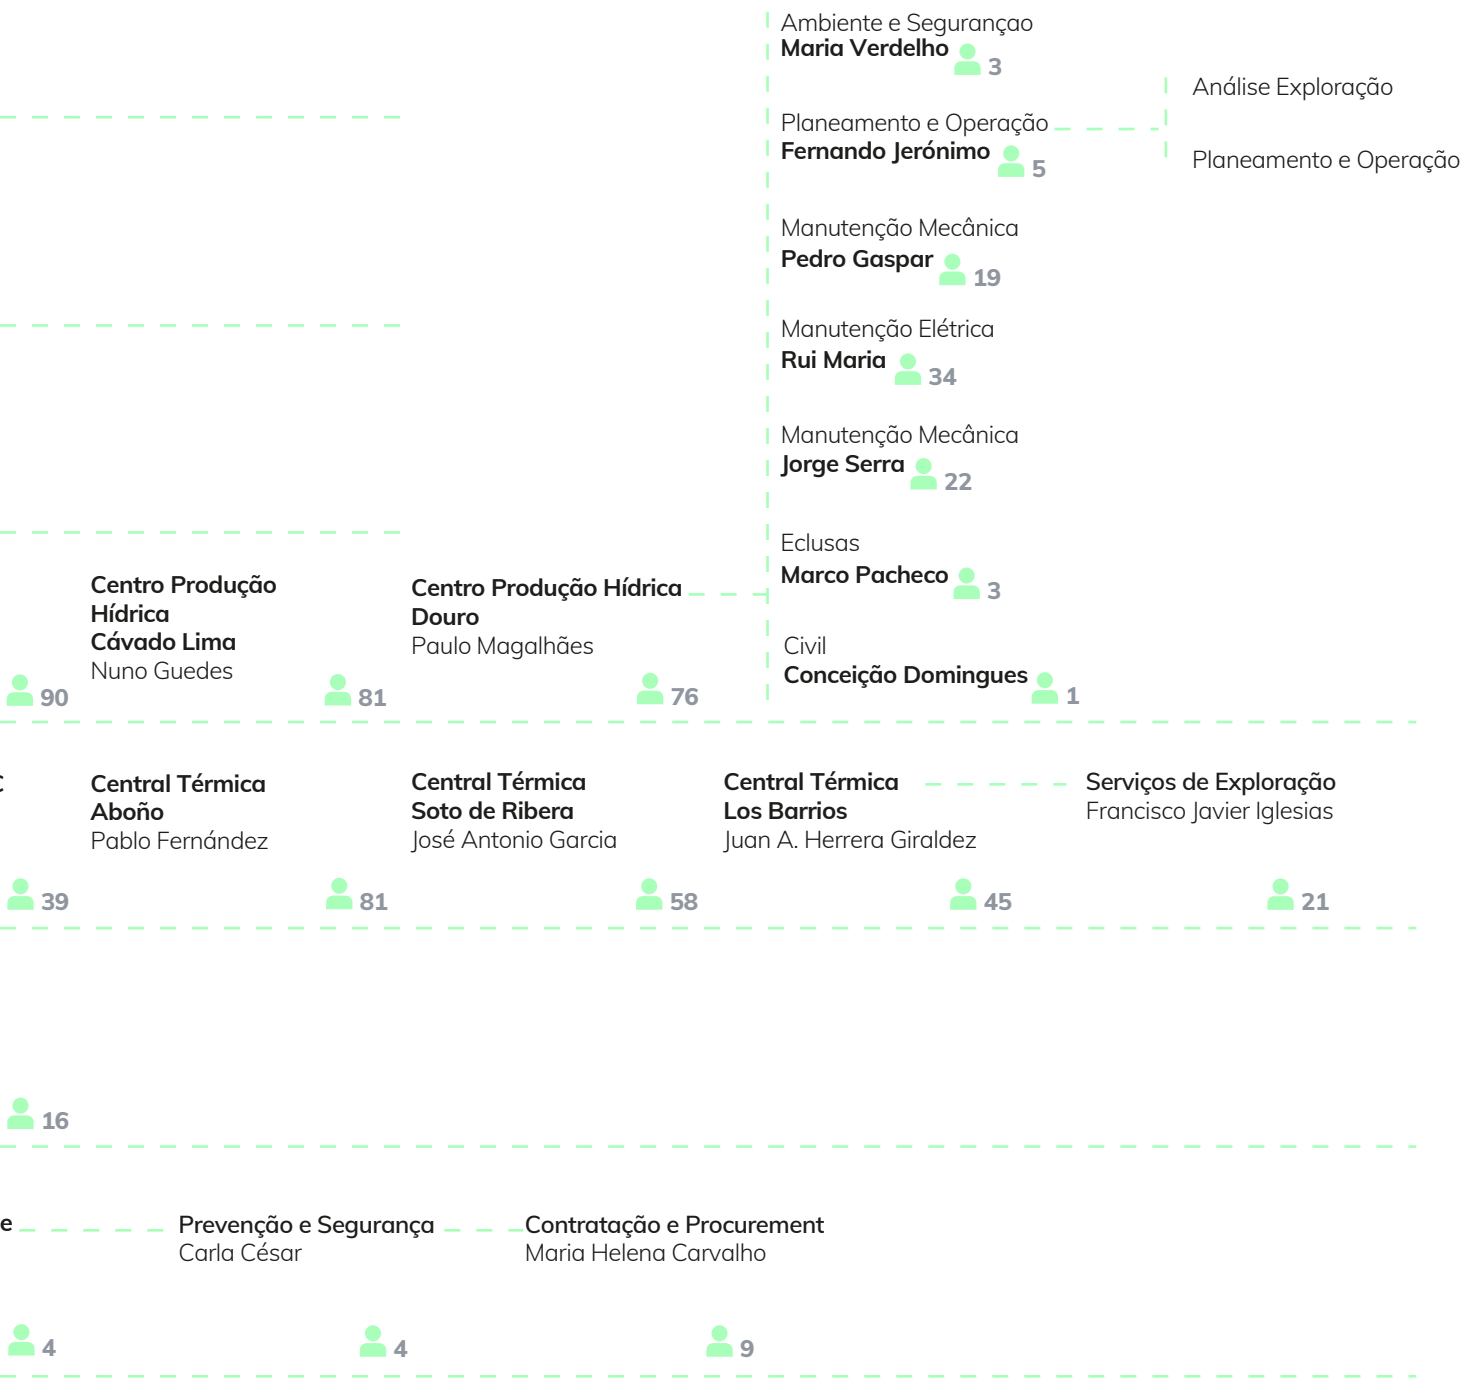 Ambiente e Segurançao
Maria Verdelho
3
Planeamento e Operação
Fernando Jerónimo
5
Análise Exploração
Planeamento e Operação
Manutenção Mecânica
Pedro Gaspar
19
Manutenção Elétrica
Rui Maria
34
Manutenção Mecânica
Jorge Serra
22
Eclusas
Marco Pacheco
3
Civil
Conceição Domingues
1
90
Centro Produção
Hídrica
Cávado Lima
Nuno Guedes
81
Centro Produção Hídrica
Douro
Paulo Magalhães
76
39
Central Térmica
Aboño
Pablo Fernández
81
Central Térmica
Soto de Ribera
José Antonio Garcia
58
Central Térmica
Los Barrios
Juan A. Herrera Giraldez
45
Serviços de Exploração
Francisco Javier Iglesias
21
16
e
4
Prevenção e Segurança
Carla César
4
Contratação e Procurement
Maria Helena Carvalho
9